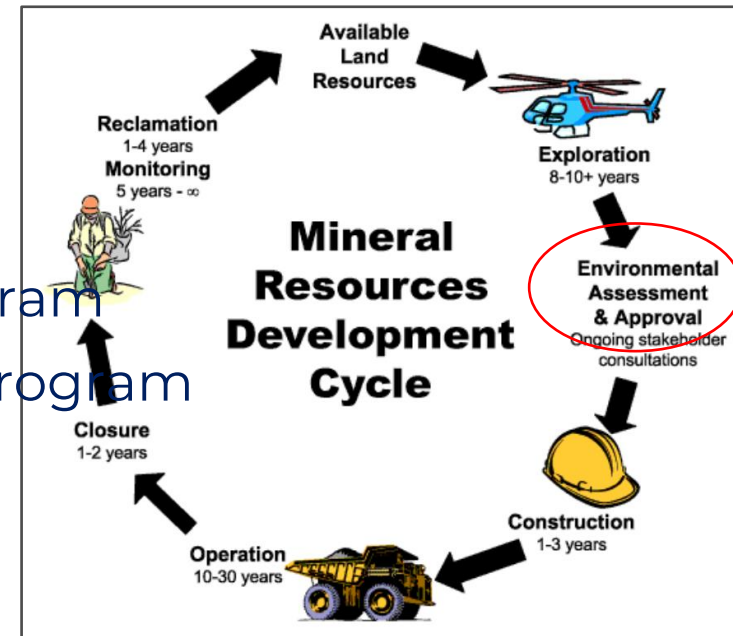 Available
Land
Resources
Exploration
8-10+ years
Environmental
Assessment
& Approval
Ongoing stakeholder
consultations
Construction
1-3 years
Operation
10-30 years
Closure
1-2 years
Reclamation
1-4 years
Monitoring
5 years - ∞
Mineral
Resources
Development
Cycle
ram
rogram